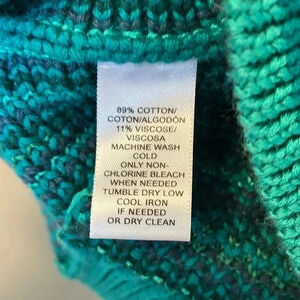 89% COTTON/
COTON/ALGODÓN
11% VISCOSE/
VISCOSA
MACHINE WASH
COLD
ONLY NON-
CHLORINE BLEACH
WHEN NEEDED
TUMBLE DRY LOW
COOL IRON
IF NEEDED
OR DRY CLEAN